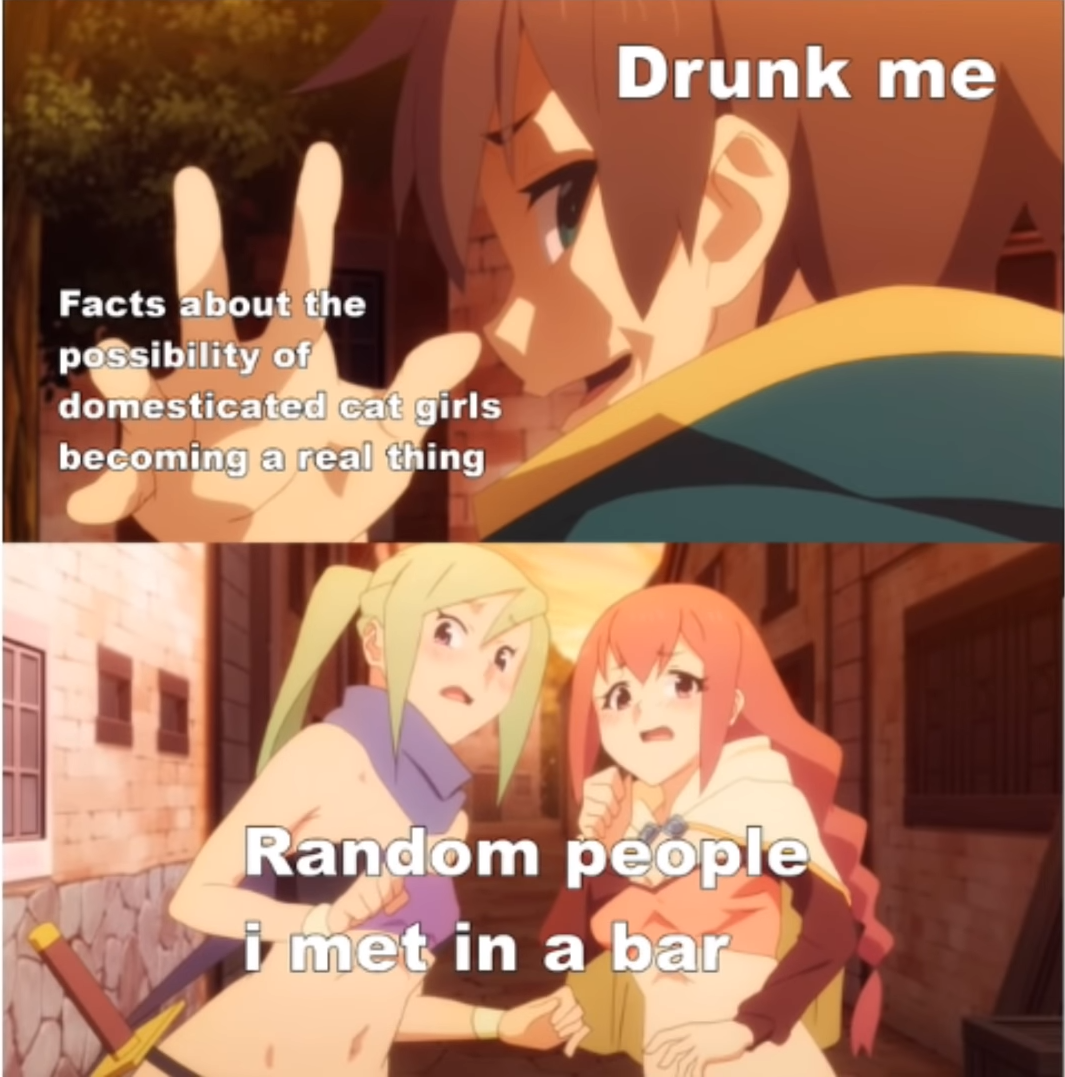 Drunk me
Facts about the
possibility of
domesticated cat girls
becoming a real thing
Random people
i met in a bar